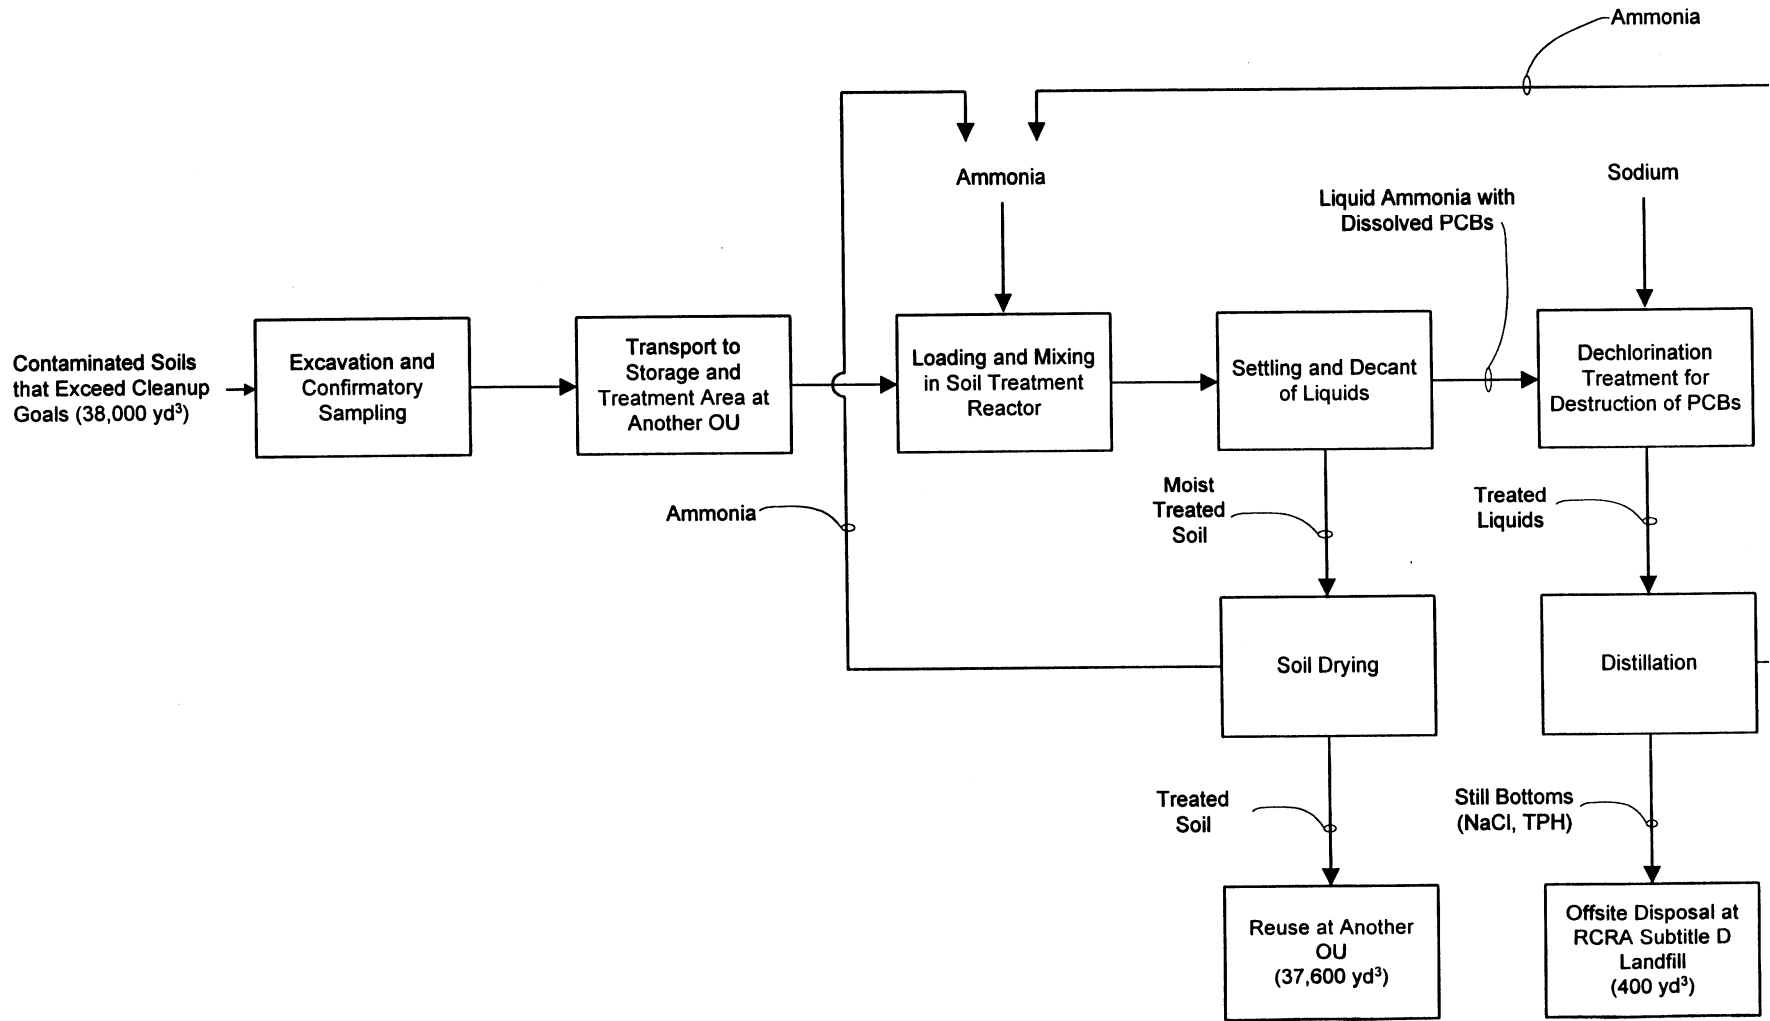 Ammonia
Ammonia
Sodium
Liquid Ammonia with
Dissolved PCBs
Contaminated Soils
that Exceed Cleanup
Goals (38,000 yd³)
Excavation and
Confirmatory
Sampling
Transport to
Storage and
Treatment Area at
Another OU
Loading and Mixing
in Soil Treatment
Reactor
Settling and Decant
of Liquids
Dechlorination
Treatment for
Destruction of PCBs
Ammonia
Moist
Treated
Soil
Treated
Liquids
Soil Drying
Distillation
Treated
Soil
Still Bottoms
(NaCl, TPH)
Reuse at Another
OU
(37,600 yd³)
Offsite Disposal at
RCRA Subtitle D
Landfill
(400 yd³)